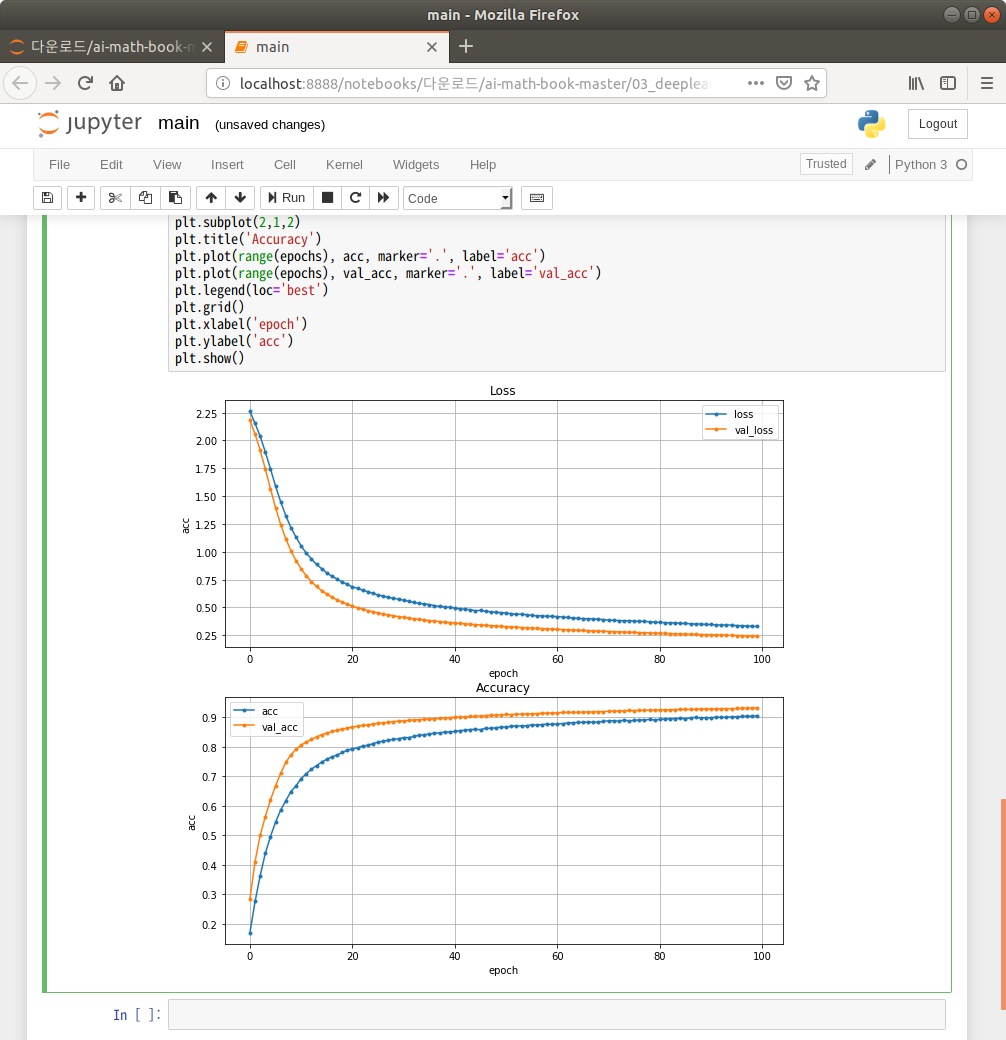 main - Mozilla Firefox
다운로드/ai-math-book-m
main
localhost:8888/notebooks/다운로드/ai-math-book-master/03_deeplea
jupyter main (unsaved changes)
Logout
File Edit View Insert Cell Kernel Widgets Help
Trusted
Python 3
Run
Code
plt.subplot(2,1,2)
plt.title('Accuracy')
plt.plot(range(epochs), acc, marker='.', label='acc')
plt.plot(range(epochs), val_acc, marker='.', label='val_acc')
plt.legend(loc='best')
plt.grid()
plt.xlabel('epoch')
plt.ylabel('acc')
plt.show()
Loss
loss
val_loss
2.25
2.00
1.75
1.50
1.25
1.00
0.75
0.50
0.25
acc
0 20 40 60 80 100
epoch
Accuracy
acc
val_acc
0.9
0.8
0.7
0.6
0.5
0.4
0.3
0.2
acc
0 20 40 60 80 100
epoch
In [ ]: